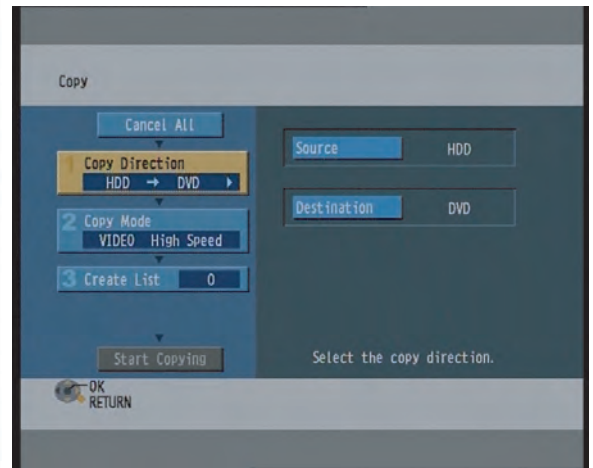 Copy
Cancel All
1 Copy Direction
HDD → DVD
2 Copy Mode
VIDEO High Speed
3 Create List 0
Start Copying
Source HDD
Destination DVD
Select the copy direction.
OK
RETURN